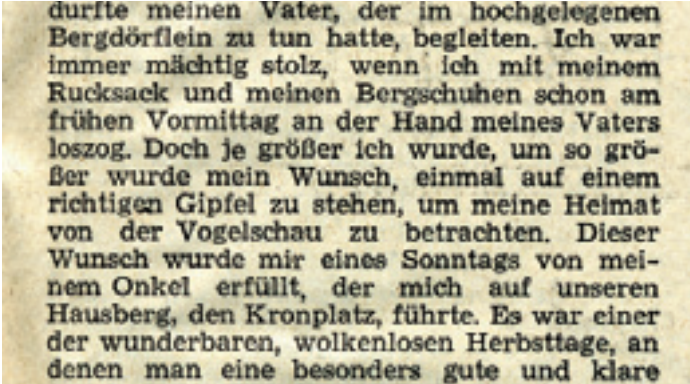 durfte meinen Vater, der im hochgelegenen
Bergdörflein zu tun hatte, begleiten. Ich war
immer mächtig stolz, wenn ich mit meinem
Rucksack und meinen Bergschuhen schon am
frühen Vormittag an der Hand meines Vaters
loszog. Doch je größer ich wurde, um so grö-
ßer wurde mein Wunsch, einmal auf einem
richtigen Gipfel zu stehen, um meine Heimat
von der Vogelschau zu betrachten. Dieser
Wunsch wurde mir eines Sonntags von mei-
nem Onkel erfüllt, der mich auf unseren
Hausberg, den Kronplatz, führte. Es war einer
der wunderbaren, wolkenlosen Herbsttage, an
denen man eine besonders gute und klare